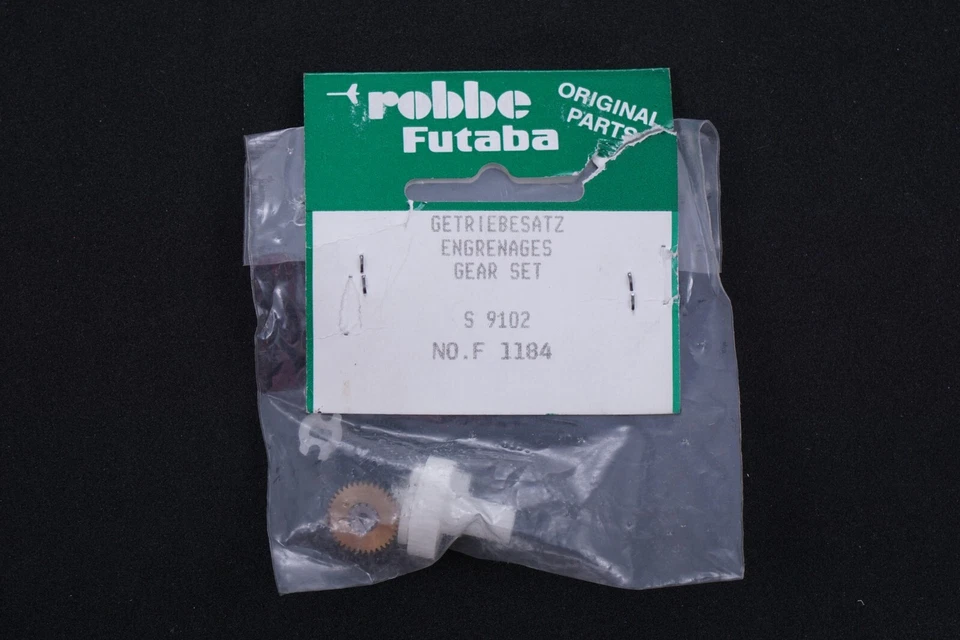 robbe
Futaba
ORIGINAL
PARTS
GETRIEBESATZ
ENGRENAGES
GEAR SET
S 9102
NO.F 1184